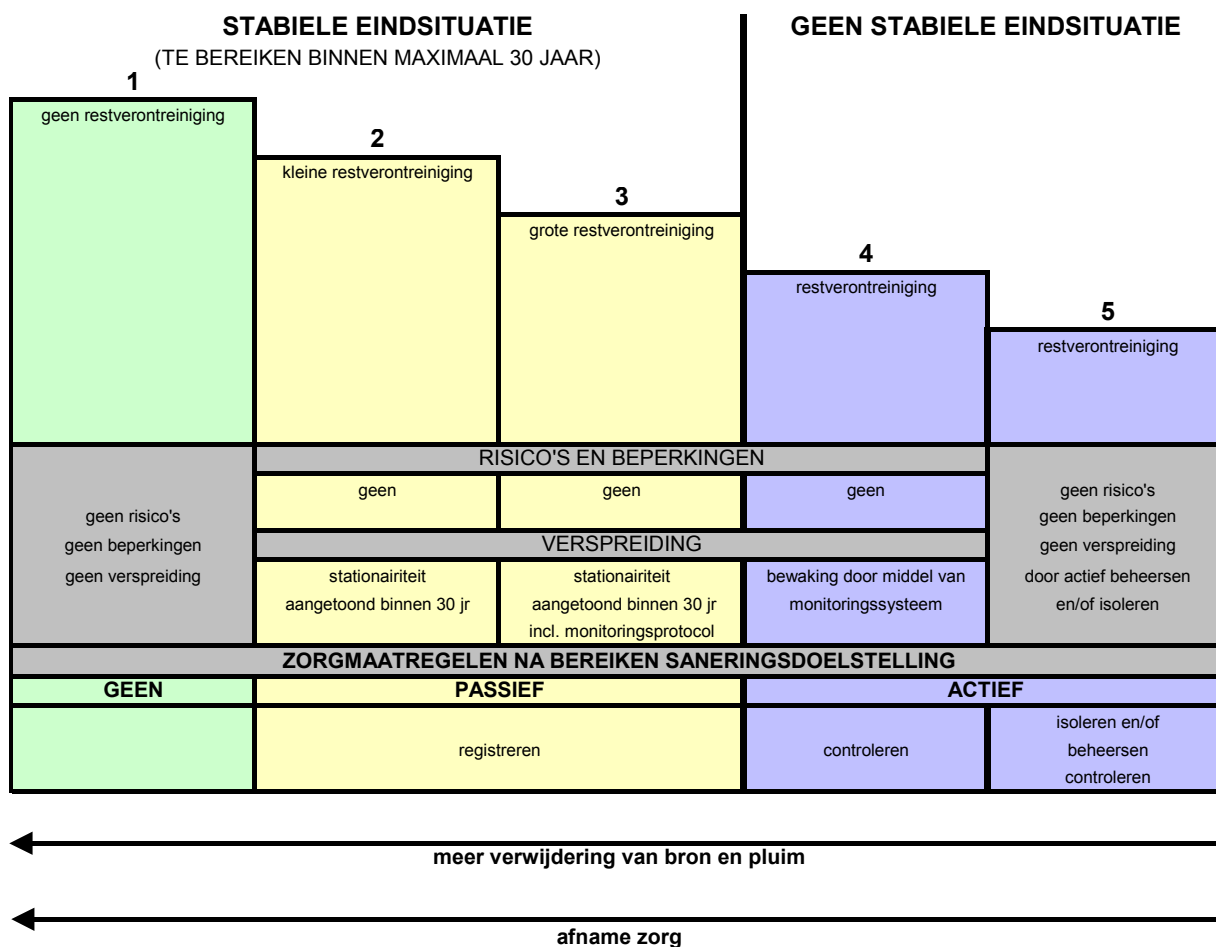 STABIELE EINDSITUATIE
(TE BEREIKEN BINNEN MAXIMAAL 30 JAAR)
GEEN STABIELE EINDSITUATIE
1
geen restverontreiniging
2
kleine restverontreiniging
3
grote restverontreiniging
4
restverontreiniging
5
restverontreiniging
RISICO'S EN BEPERKINGEN
geen risico's
geen beperkingen
geen verspreiding
geen
geen
geen
VERSPREIDING
stationairiteit
aangetoond binnen 30 jr
stationairiteit
aangetoond binnen 30 jr
incl. monitoringsprotocol
bewaking door middel van
monitoringssysteem
geen risico's
geen beperkingen
geen verspreiding
door actief beheersen
en/of isoleren
ZORGMAATREGELEN NA BEREIKEN SANERINGSDOELSTELLING
GEEN
PASSIEF
ACTIEF
registreren
controleren
isoleren en/of
beheersen
controleren
meer verwijdering van bron en pluim
afname zorg